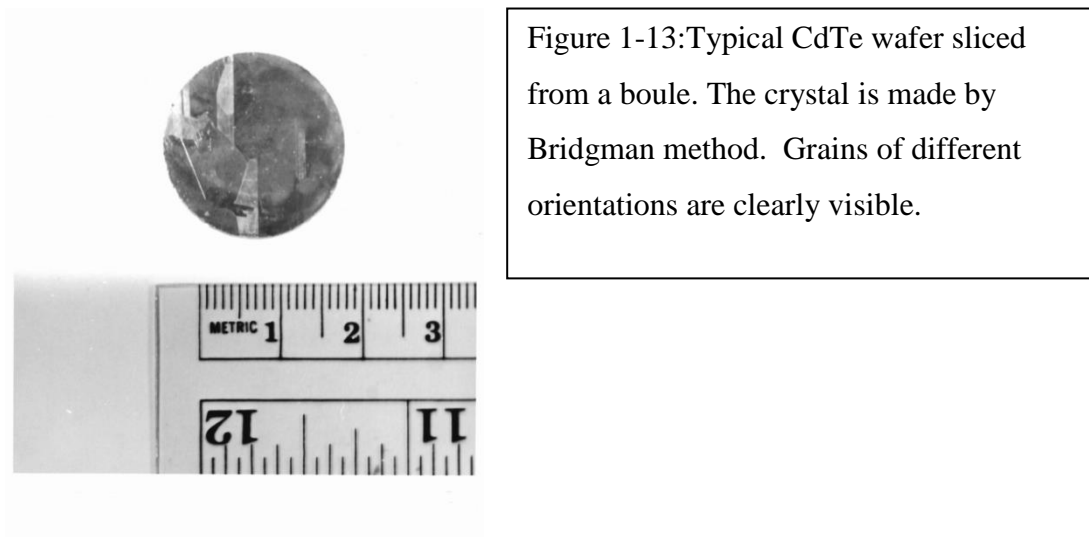 Figure 1-13:Typical CdTe wafer sliced
from a boule. The crystal is made by
Bridgman method.  Grains of different
orientations are clearly visible.
METRIC 1 2 3
12 11